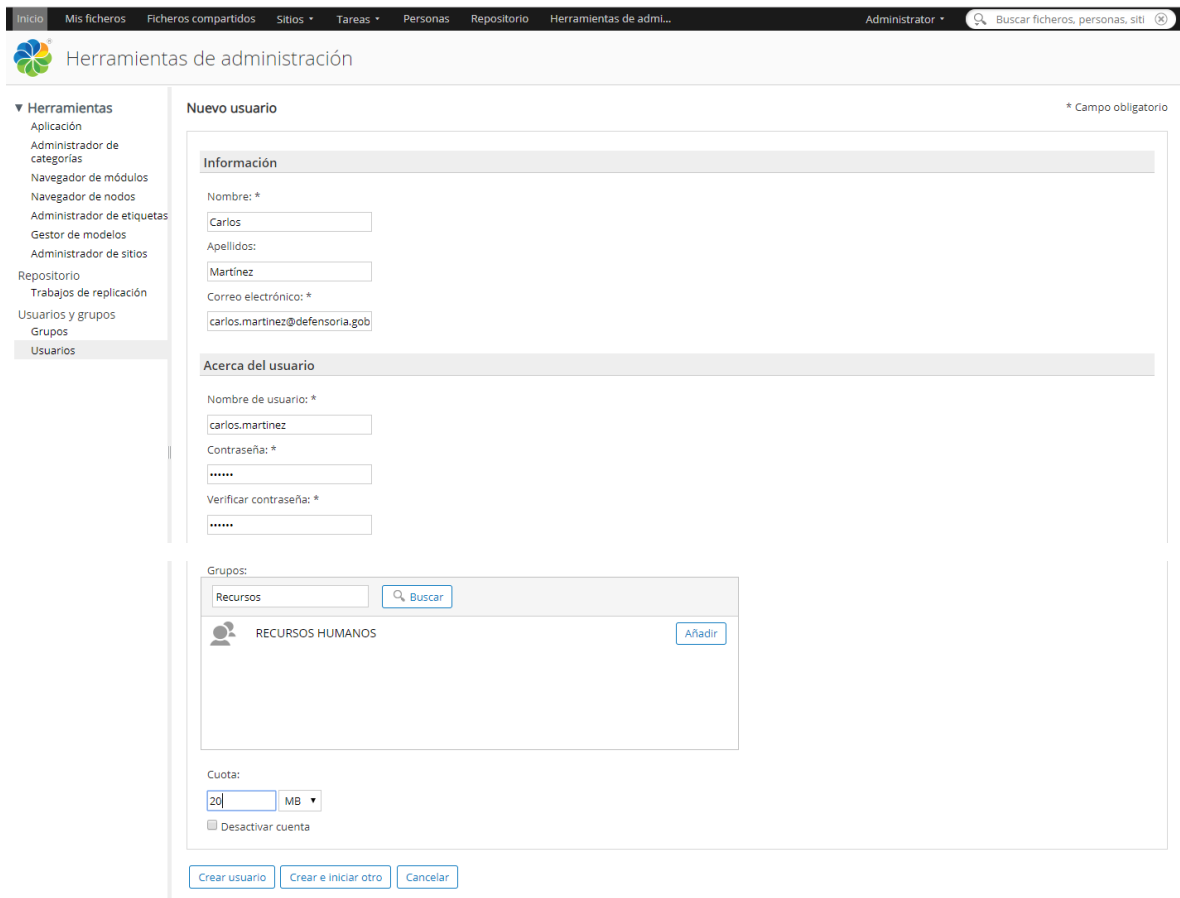 Inicio Mis ficheros Ficheros compartidos Sitios Tareas Personas Repositorio Herramientas de admi... Administrator Buscar ficheros, personas, siti
Herramientas de administración
Herramientas
Aplicación
Administrador de
categorías
Navegador de módulos
Navegador de nodos
Administrador de etiquetas
Gestor de modelos
Administrador de sitios
Repositorio
Trabajos de replicación
Usuarios y grupos
Grupos
Usuarios
Nuevo usuario * Campo obligatorio
Información
Nombre: *
Carlos
Apellidos:
Martínez
Correo electrónico: *
carlos.martinez@defensoria.gob
Acerca del usuario
Nombre de usuario: *
carlos.martinez
Contraseña: *
••••••
Verificar contraseña: *
••••••
Grupos:
Recursos Buscar
RECURSOS HUMANOS Añadir
Cuota:
20 MB
Desactivar cuenta
Crear usuario Crear e iniciar otro Cancelar